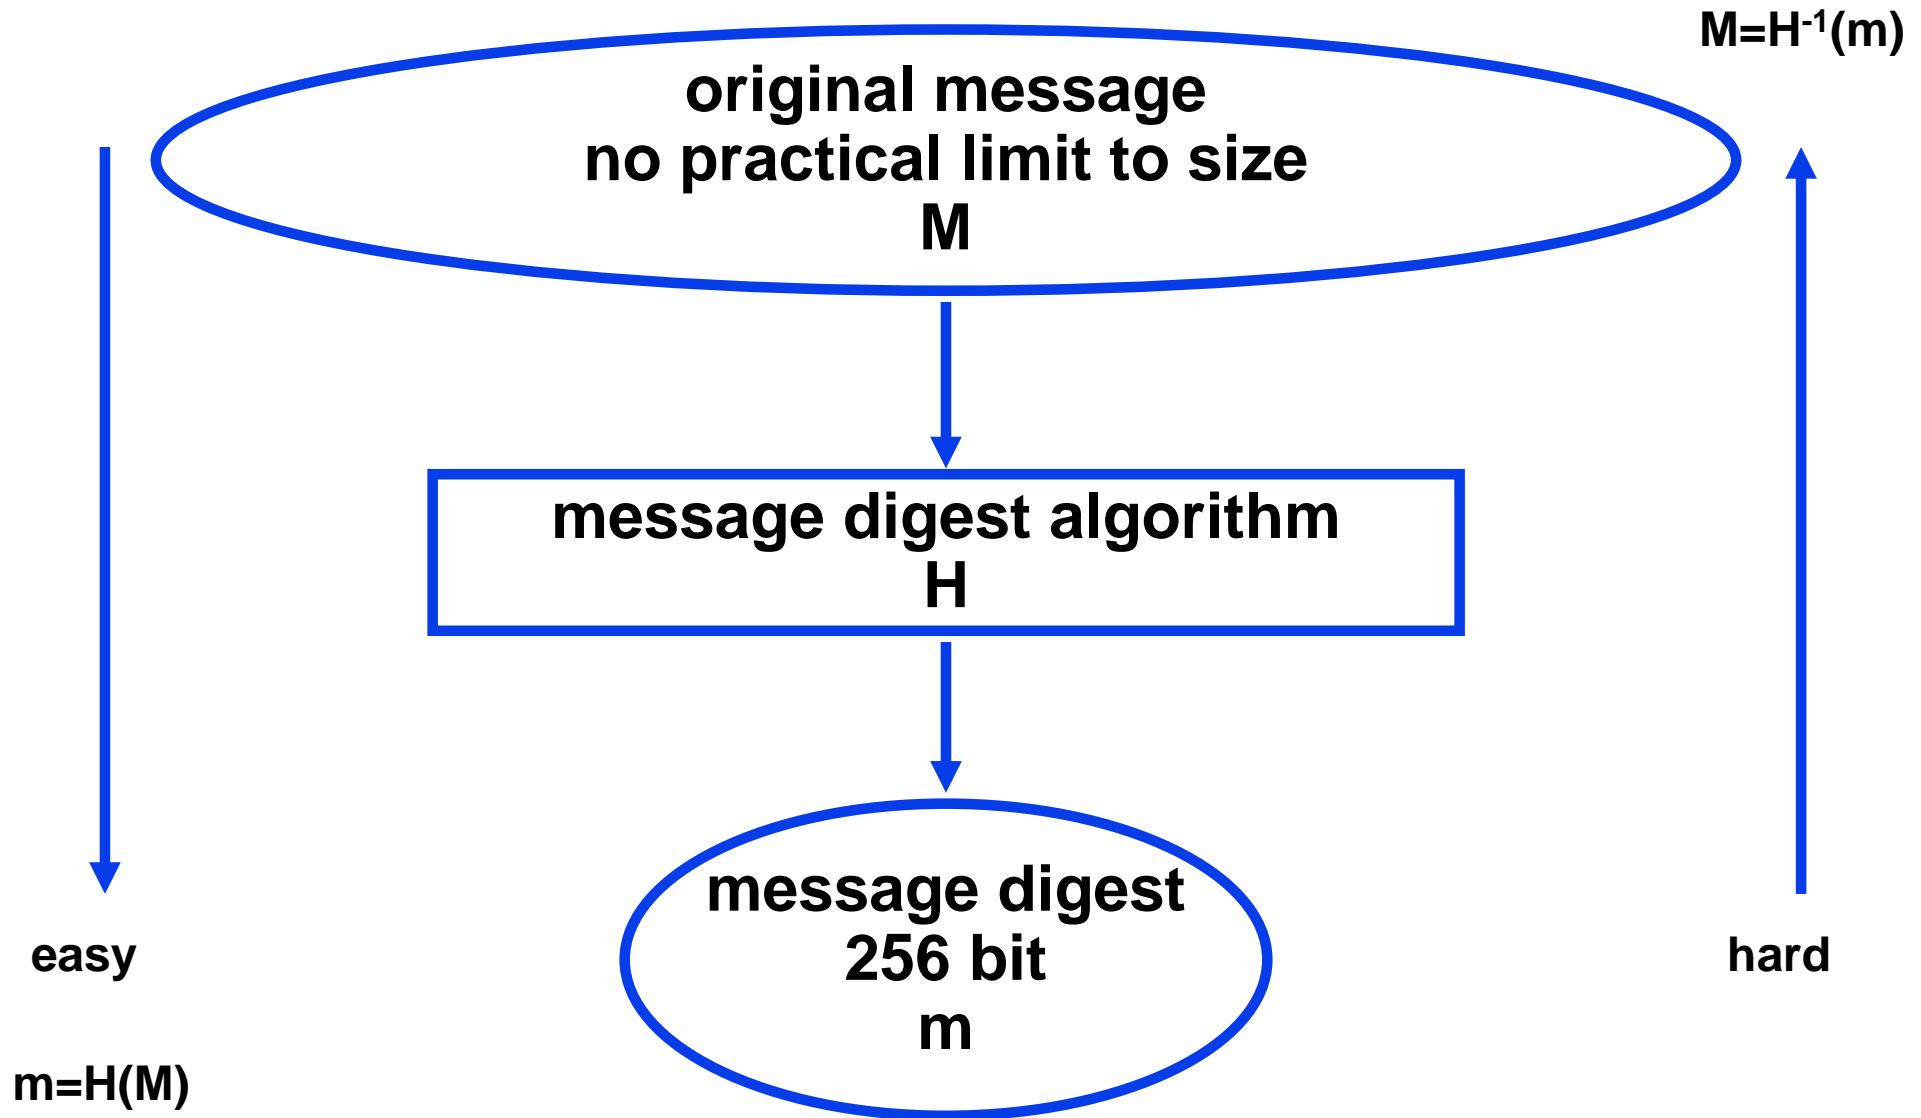 M=H⁻¹(m)
original message
no practical limit to size
M
message digest algorithm
H
message digest
256 bit
m
easy
hard
m=H(M)